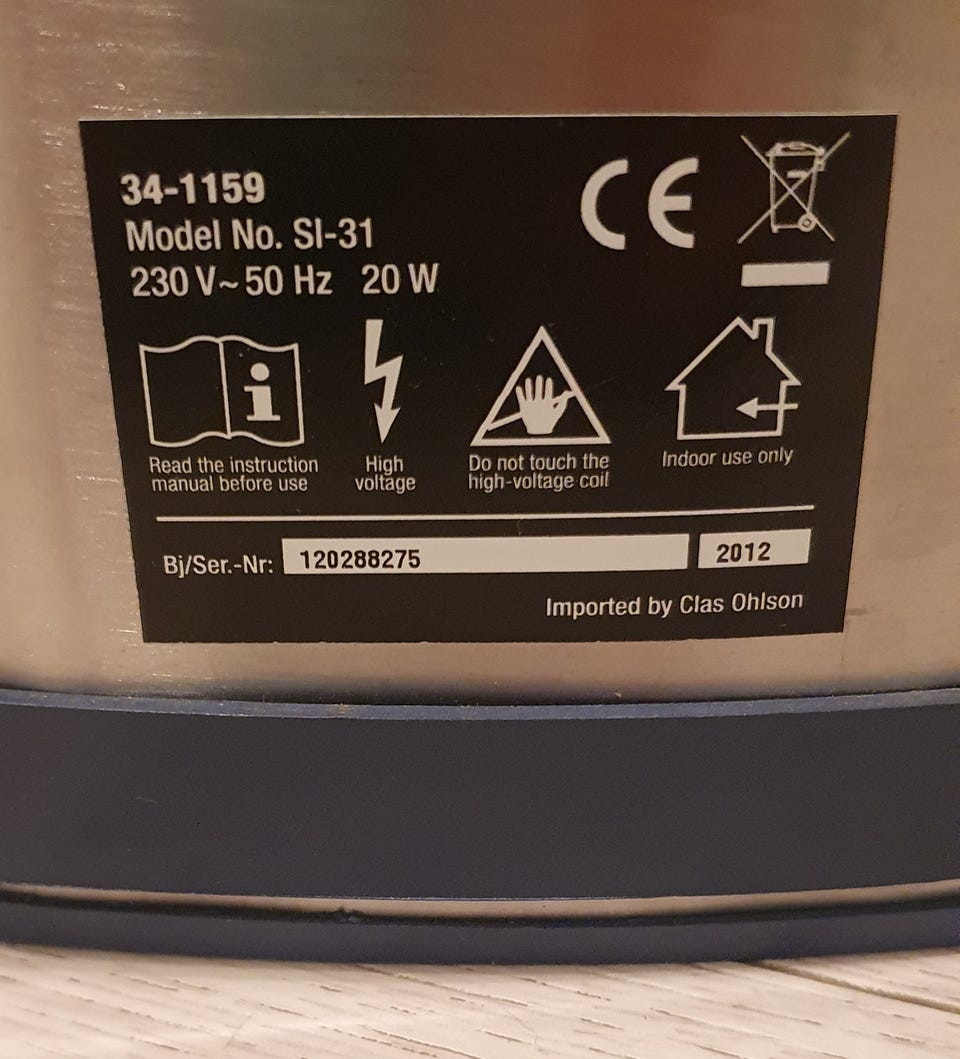 34-1159
Model No. SI-31
230 V~ 50 Hz 20 W
CE
i
Read the instruction
manual before use
High
voltage
Do not touch the
high-voltage coil
Indoor use only
Bj/Ser.-Nr: 120288275 2012
Imported by Clas Ohlson